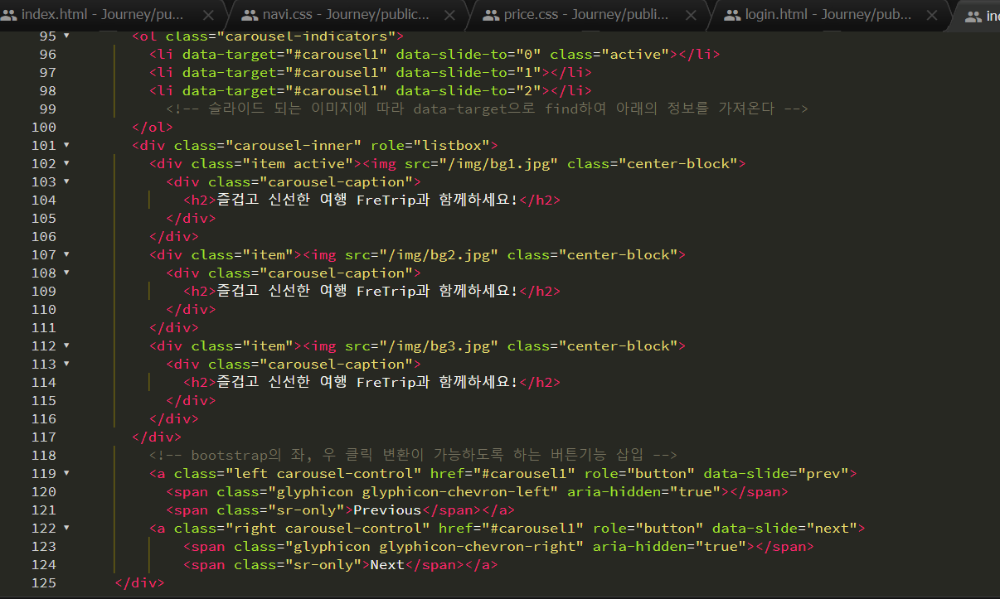 index.html - Journey/pu...
navi.css - Journey/public...
price.css - Journey/publi...
login.html - Journey/pub...
95 <ol class="carousel-indicators">
96 <li data-target="#carousel1" data-slide-to="0" class="active"></li>
97 <li data-target="#carousel1" data-slide-to="1"></li>
98 <li data-target="#carousel1" data-slide-to="2"></li>
99 <!-- 슬라이드 되는 이미지에 따라 data-target으로 find하여 아래의 정보를 가져온다 -->
100 </ol>
101 <div class="carousel-inner" role="listbox">
102 <div class="item active"><img src="/img/bg1.jpg" class="center-block">
103 <div class="carousel-caption">
104 <h2>즐겁고 신선한 여행 FreTrip과 함께하세요!</h2>
105 </div>
106 </div>
107 <div class="item"><img src="/img/bg2.jpg" class="center-block">
108 <div class="carousel-caption">
109 <h2>즐겁고 신선한 여행 FreTrip과 함께하세요!</h2>
110 </div>
111 </div>
112 <div class="item"><img src="/img/bg3.jpg" class="center-block">
113 <div class="carousel-caption">
114 <h2>즐겁고 신선한 여행 FreTrip과 함께하세요!</h2>
115 </div>
116 </div>
117 </div>
118 <!-- bootstrap의 좌, 우 클릭 변환이 가능하도록 하는 버튼기능 삽입 -->
119 <a class="left carousel-control" href="#carousel1" role="button" data-slide="prev">
120 <span class="glyphicon glyphicon-chevron-left" aria-hidden="true"></span>
121 <span class="sr-only">Previous</span></a>
122 <a class="right carousel-control" href="#carousel1" role="button" data-slide="next">
123 <span class="glyphicon glyphicon-chevron-right" aria-hidden="true"></span>
124 <span class="sr-only">Next</span></a>
125 </div>